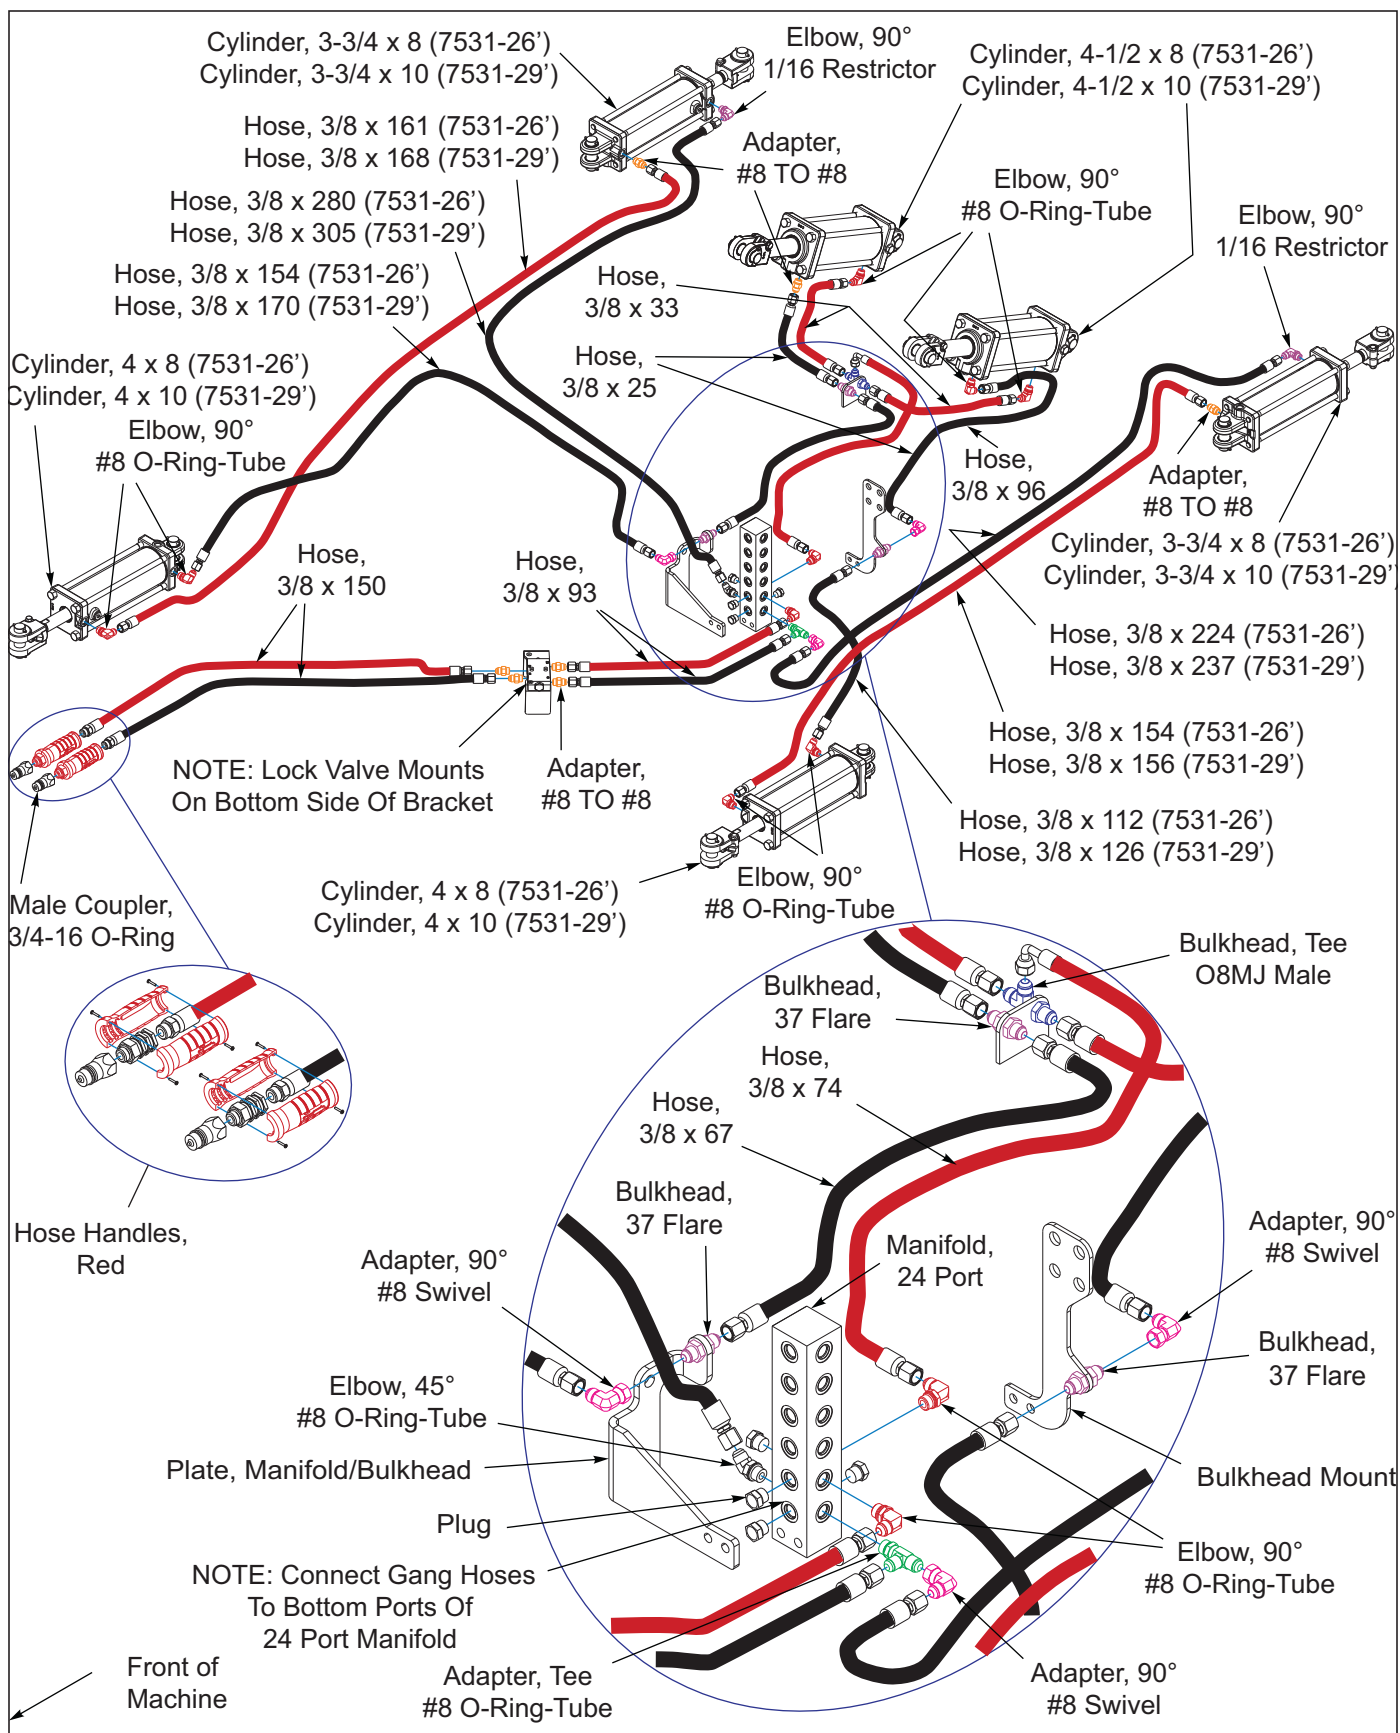 Cylinder, 3-3/4 x 8 (7531-26’)
Cylinder, 3-3/4 x 10 (7531-29’)
Elbow, 90°
1/16 Restrictor
Cylinder, 4-1/2 x 8 (7531-26’)
Cylinder, 4-1/2 x 10 (7531-29’)
Hose, 3/8 x 161 (7531-26’)
Hose, 3/8 x 168 (7531-29’)
Adapter,
#8 TO #8
Elbow, 90°
#8 O-Ring-Tube
Elbow, 90°
1/16 Restrictor
Hose, 3/8 x 280 (7531-26’)
Hose, 3/8 x 305 (7531-29’)
Hose, 3/8 x 154 (7531-26’)
Hose, 3/8 x 170 (7531-29’)
Hose,
3/8 x 33
Hose,
3/8 x 25
Cylinder, 4 x 8 (7531-26’)
Cylinder, 4 x 10 (7531-29’)
Elbow, 90°
#8 O-Ring-Tube
Hose,
3/8 x 96
Adapter,
#8 TO #8
Cylinder, 3-3/4 x 8 (7531-26’)
Cylinder, 3-3/4 x 10 (7531-29’)
Hose,
3/8 x 150
Hose,
3/8 x 93
Hose, 3/8 x 224 (7531-26’)
Hose, 3/8 x 237 (7531-29’)
Hose, 3/8 x 154 (7531-26’)
Hose, 3/8 x 156 (7531-29’)
NOTE: Lock Valve Mounts
On Bottom Side Of Bracket
Adapter,
#8 TO #8
Hose, 3/8 x 112 (7531-26’)
Hose, 3/8 x 126 (7531-29’)
Cylinder, 4 x 8 (7531-26’)
Cylinder, 4 x 10 (7531-29’)
Elbow, 90°
#8 O-Ring-Tube
Male Coupler,
3/4-16 O-Ring
Bulkhead, Tee
O8MJ Male
Bulkhead,
37 Flare
Hose,
3/8 x 74
Hose,
3/8 x 67
Hose Handles,
Red
Bulkhead,
37 Flare
Adapter, 90°
#8 Swivel
Manifold,
24 Port
Adapter, 90°
#8 Swivel
Bulkhead,
37 Flare
Elbow, 45°
#8 O-Ring-Tube
Plate, Manifold/Bulkhead
Bulkhead Mount
Plug
Elbow, 90°
#8 O-Ring-Tube
NOTE: Connect Gang Hoses
To Bottom Ports Of
24 Port Manifold
Adapter, Tee
#8 O-Ring-Tube
Adapter, 90°
#8 Swivel
Front of
Machine